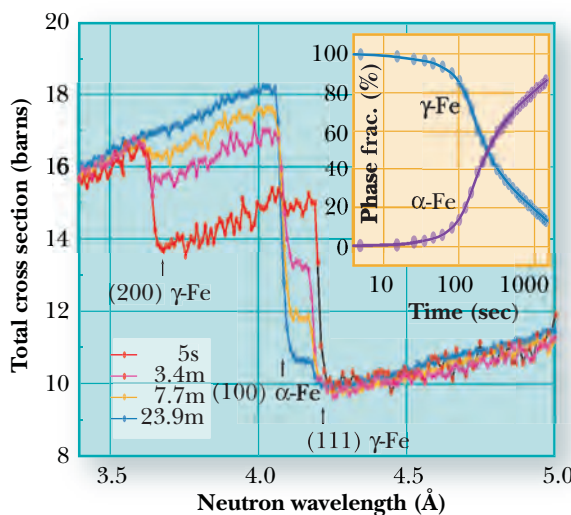 Total cross section (barns)
20
18
16
14
12
10
8
3.5
4.0
4.5
5.0
Neutron wavelength (Å)
(200) γ-Fe
(100) α-Fe
(111) γ-Fe
5s
3.4m
7.7m
23.9m
Phase frac. (%)
100
80
60
40
20
0
10
100
1000
Time (sec)
γ-Fe
α-Fe